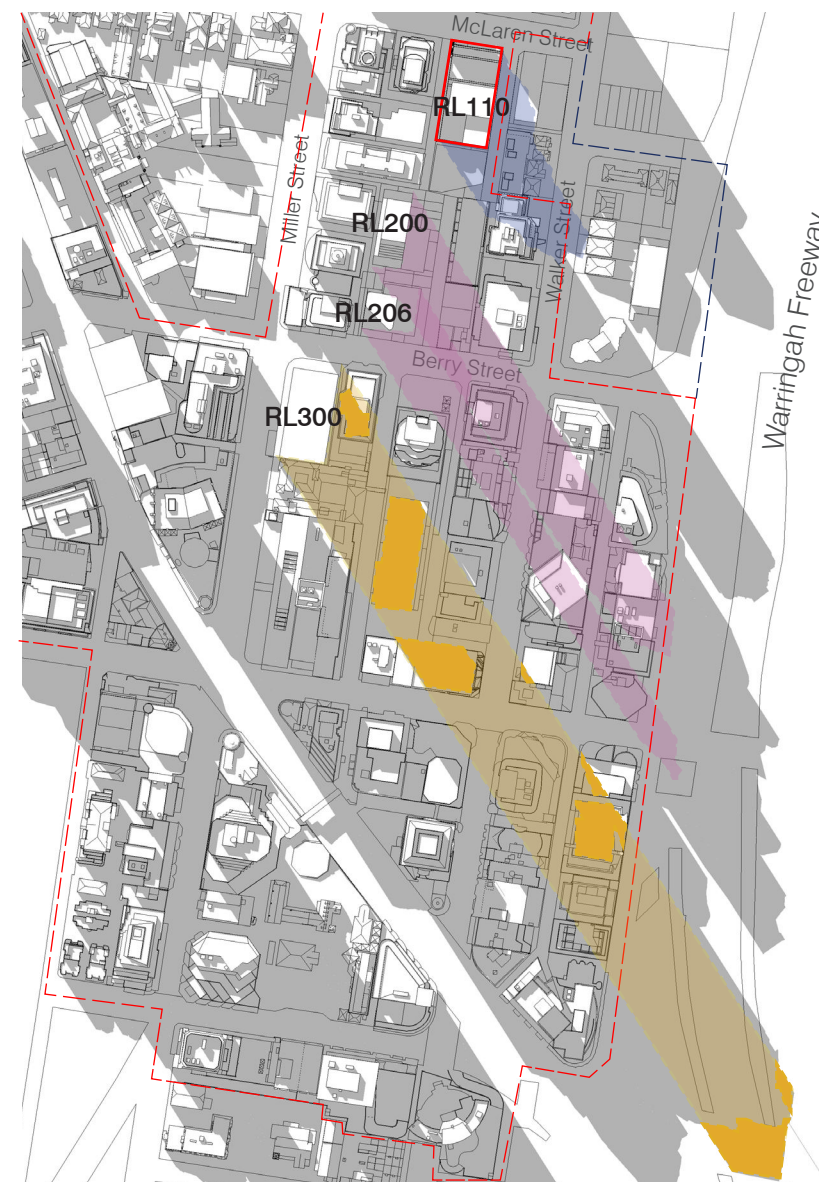 McLaren Street
RL110
Miller Street
RL200
Walker Street
Warringah Freeway
RL206
Berry Street
RL300